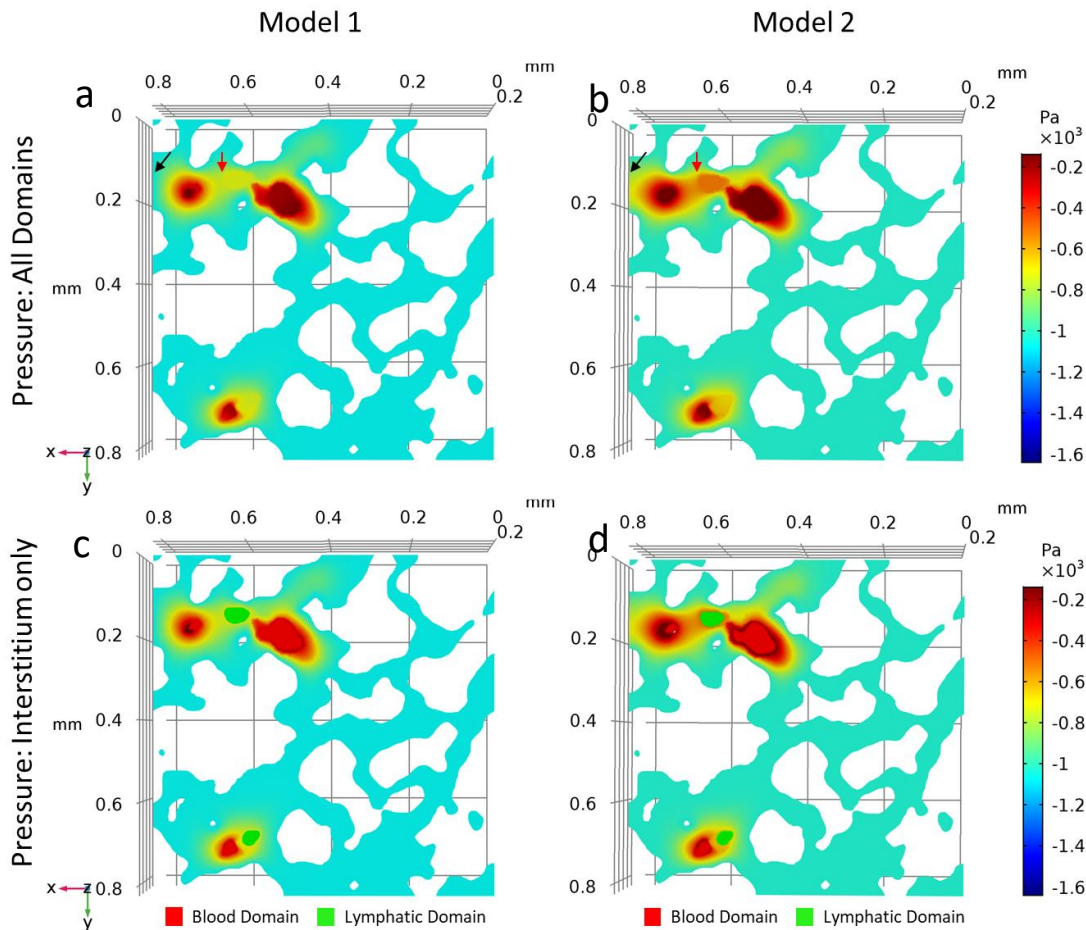 Model 1
Model 2
Pressure: All Domains
a
mm
0.8
0.6
0.4
0.2
0
0.2
0
0.2
0.4
mm
0.6
0.8
x
z
y
b
mm
0.8
0.6
0.4
0.2
0
0.2
0
0.2
0.4
0.6
0.8
Pa
×10³
-0.2
-0.4
-0.6
-0.8
-1
-1.2
-1.4
-1.6
Pressure: Interstitium only
c
mm
0.8
0.6
0.4
0.2
0
0.2
0
0.2
0.4
mm
0.6
0.8
x
z
y
Blood Domain
Lymphatic Domain
d
mm
0.8
0.6
0.4
0.2
0
0.2
0
0.2
0.4
0.6
0.8
Pa
×10³
-0.2
-0.4
-0.6
-0.8
-1
-1.2
-1.4
-1.6
Blood Domain
Lymphatic Domain